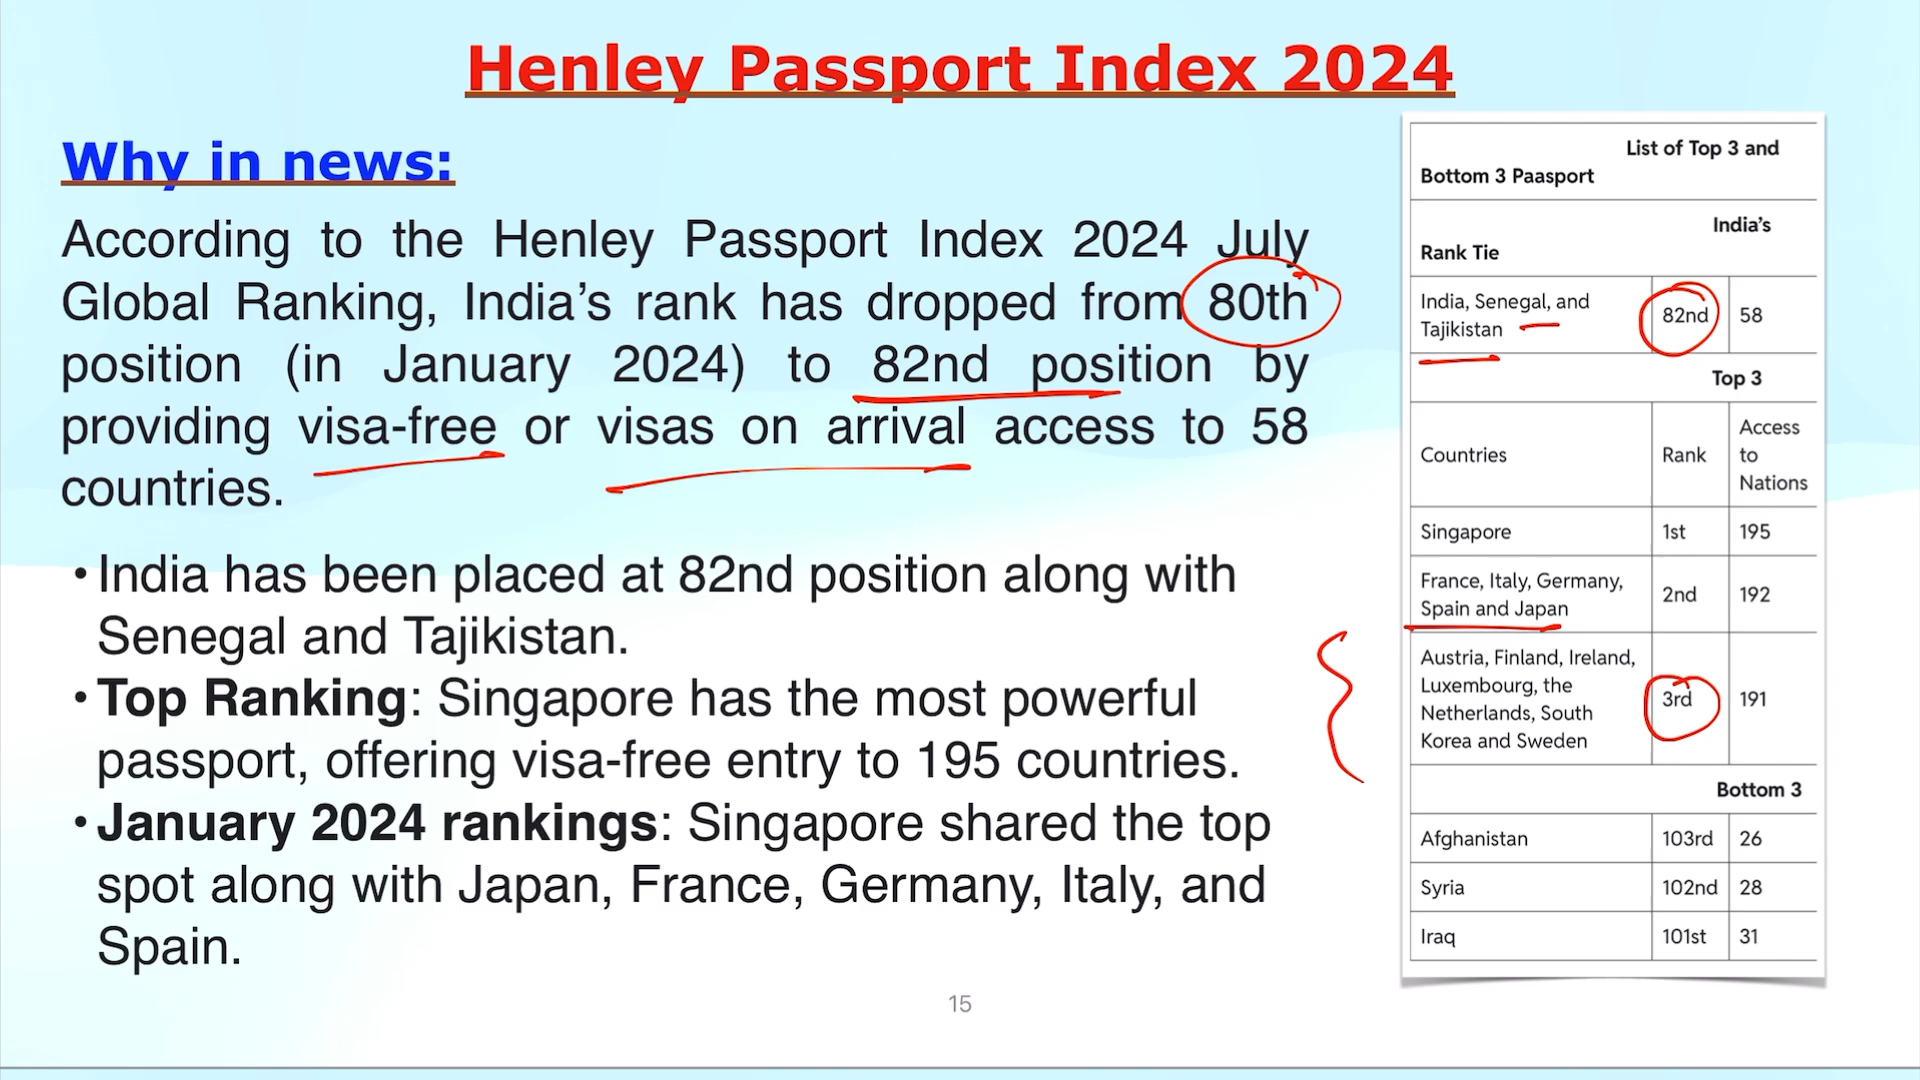 Henley Passport Index 2024
Why in news:
According to the Henley Passport Index 2024 July
Global Ranking, India’s rank has dropped from 80th
position (in January 2024) to 82nd position by
providing visa-free or visas on arrival access to 58
countries.
•India has been placed at 82nd position along with
Senegal and Tajikistan.
•Top Ranking: Singapore has the most powerful
passport, offering visa-free entry to 195 countries.
•January 2024 rankings: Singapore shared the top
spot along with Japan, France, Germany, Italy, and
Spain.
List of Top 3 and
Bottom 3 Paasport
India’s
Rank Tie
India, Senegal, and
Tajikistan
82nd
58
Top 3
Countries
Rank
Access
to
Nations
Singapore
1st
195
France, Italy, Germany,
Spain and Japan
2nd
192
Austria, Finland, Ireland,
Luxembourg, the
Netherlands, South
Korea and Sweden
3rd
191
Bottom 3
Afghanistan
103rd
26
Syria
102nd
28
Iraq
101st
31
15